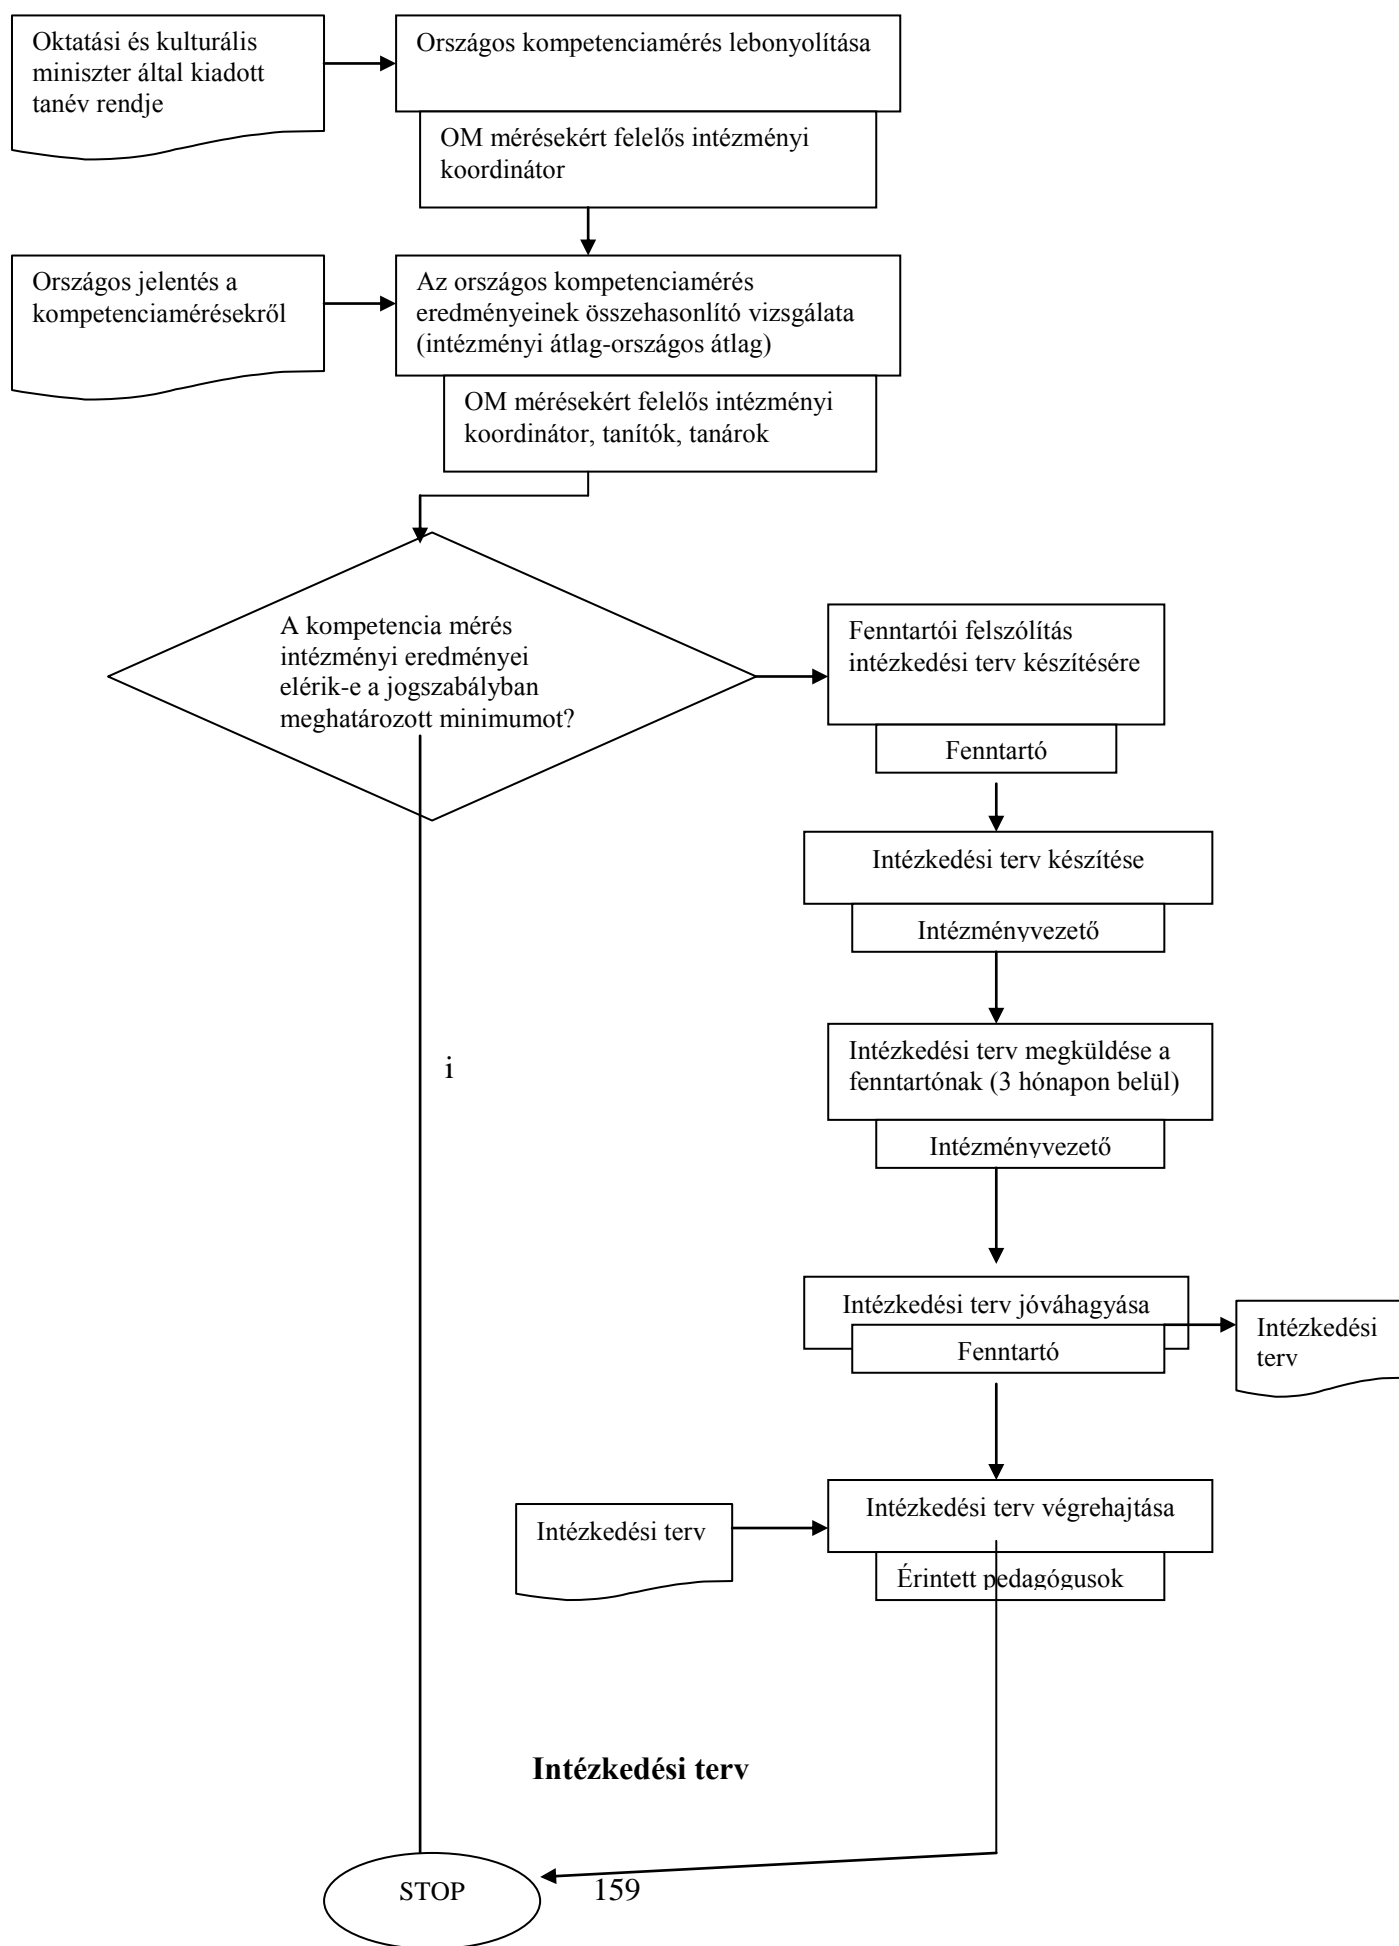 Oktatási és kulturális
miniszter által kiadott
tanév rendje
Országos kompetenciamérés lebonyolítása
OM mérésekért felelős intézményi
koordinátor
Országos jelentés a
kompetenciamérésekről
Az országos kompetenciamérés
eredményeinek összehasonlító vizsgálata
(intézményi átlag-országos átlag)
OM mérésekért felelős intézményi
koordinátor, tanítók, tanárok
A kompetencia mérés
intézményi eredményei
elérik-e a jogszabályban
meghatározott minimumot?
Fenntartói felszólítás
intézkedési terv készítésére
Fenntartó
Intézkedési terv készítése
Intézményvezető
i
Intézkedési terv megküldése a
fenntartónak (3 hónapon belül)
Intézményvezető
Intézkedési terv jóváhagyása
Fenntartó
Intézkedési
terv
Intézkedési terv
Intézkedési terv végrehajtása
Érintett pedagógusok
Intézkedési terv
STOP
159